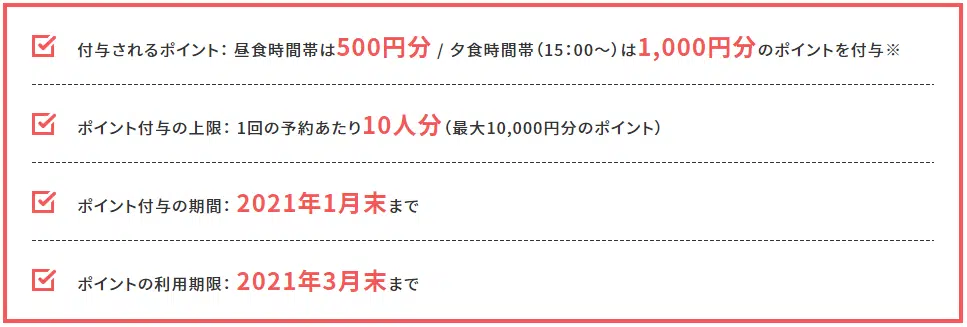 付与されるポイント：昼食時間帯は500円分 / 夕食時間帯（15：00～）は1,000円分のポイントを付与※
ポイント付与の上限：1回の予約あたり10人分（最大10,000円分のポイント）
ポイント付与の期間：2021年1月末まで
ポイントの利用期限：2021年3月末まで